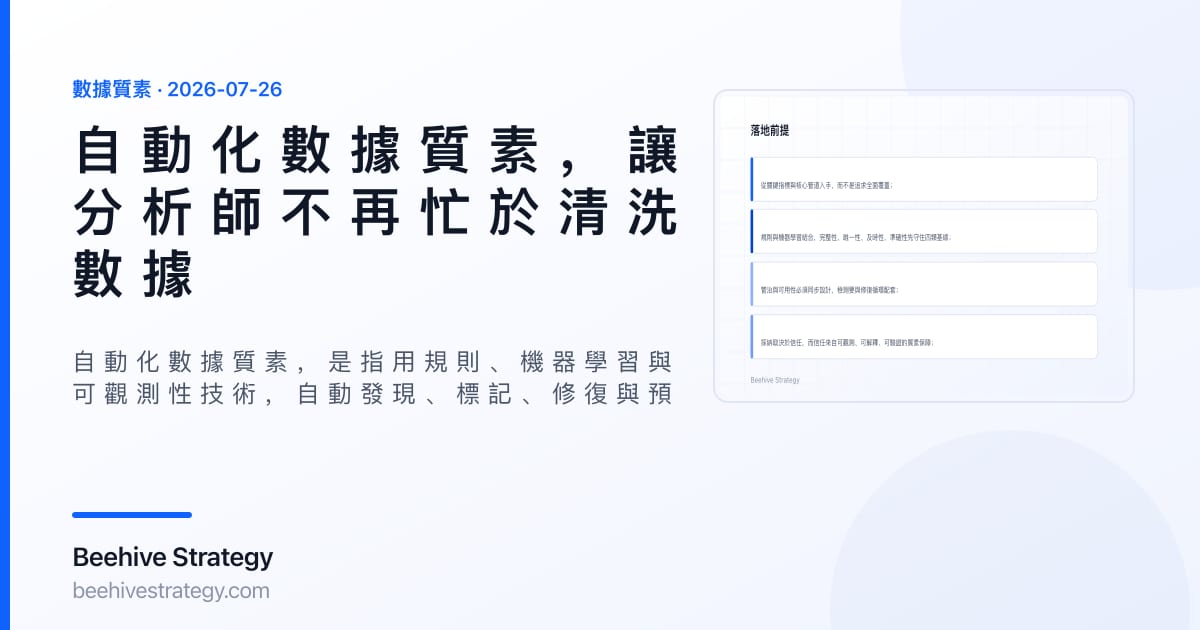 數據質素 · 2026-07-26
自動化數據質素，讓
分析師不再忙於清洗
數據
自動化數據質素，是指用規則、機器學習與
可觀測性技術，自動發現、標記、修復與預
Beehive Strategy
beehivestrategy.com
落地前提
從關鍵指標與核心管道入手，而不是追求全面覆蓋；
規則與機器學習結合，完整性、唯一性、及時性、準確性先守住四類基線；
管治與可用性必須同步設計，檢測要與修復循環配套；
採納取決於信任，而信任來自可觀測、可解釋、可驗證的質素保障；
Beehive Strategy